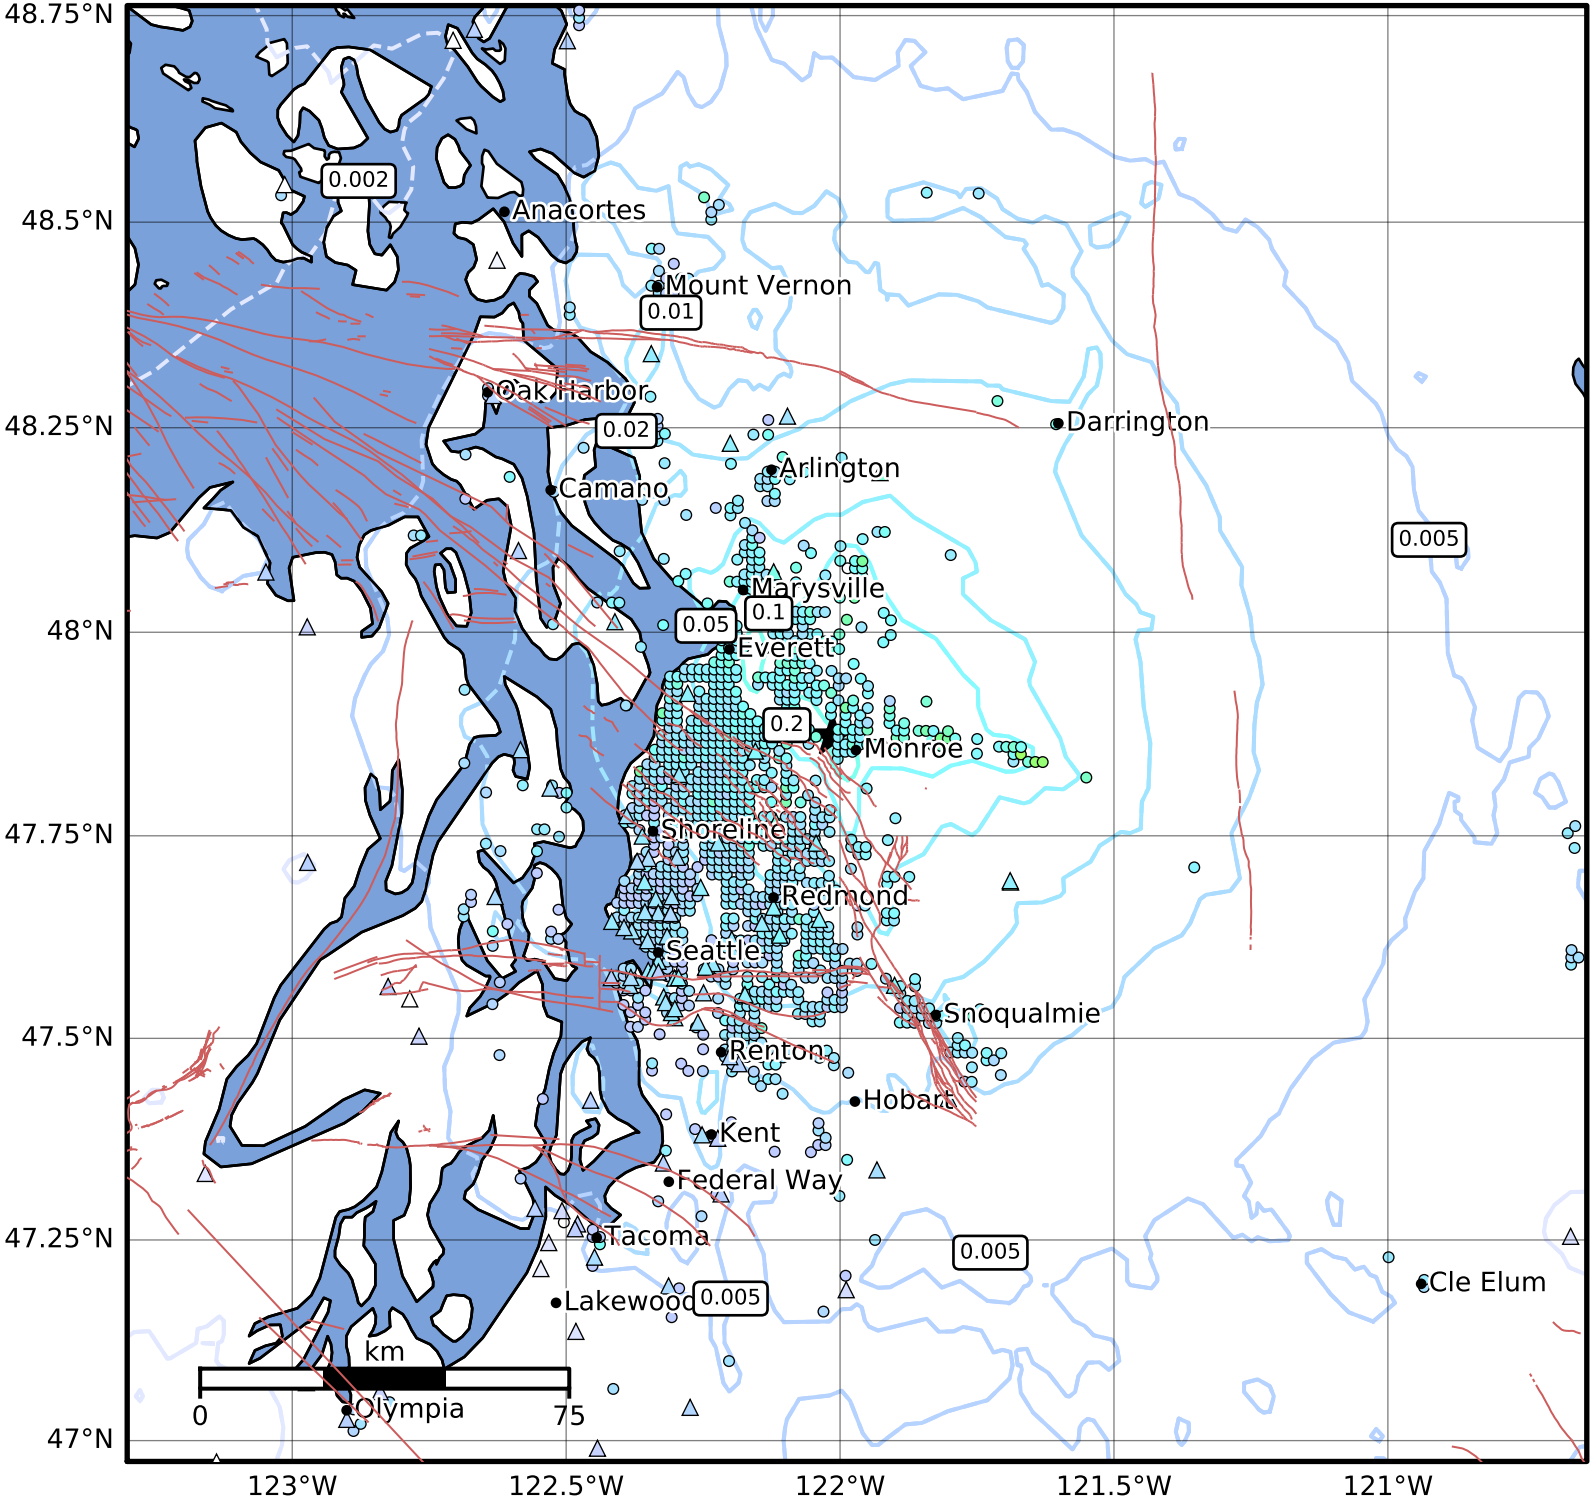 48.75°N
0.002
Anacortes
48.5°N
Mount Vernon
0.01
Oak Harbor
48.25°N
0.02
Darrington
Arlington
Camano
0.005
Marysville
0.1
0.05
48°N
Everett
0.2
Monroe
47.75°N
Shoreline
Redmond
Seattle
Snoqualmie
47.5°N
Renton
Hobart
Kent
Federal Way
Tacoma
47.25°N
0.005
Cle Elum
Lakewood
0.005
km
0
75
Olympia
47°N
123°W
122.5°W
122°W
121.5°W
121°W